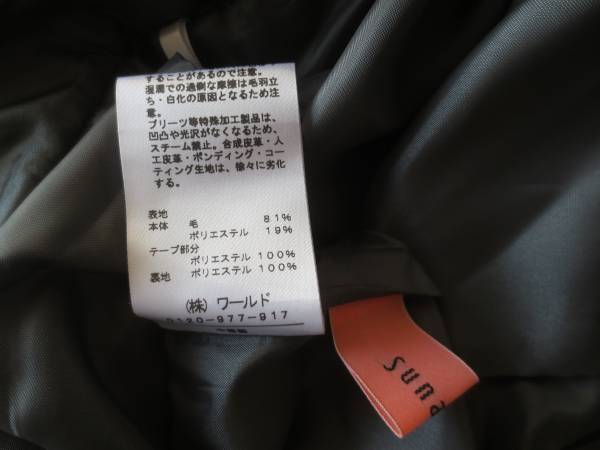 することがあるので注意。
湿潤での過剰な摩擦は毛羽立
ち・白化の原因となるため注
意。
プリーツ等特殊加工製品は、
凹凸や光沢がなくなるため、
スチーム禁止。合成皮革・人
工皮革・ボンディング・コー
ティング生地は、徐々に劣化
する。
表地
本体 毛 81%
ポリエステル 19%
テープ部分
ポリエステル 100%
裏地 ポリエステル 100%
(株) ワールド
0120-977-917
suna